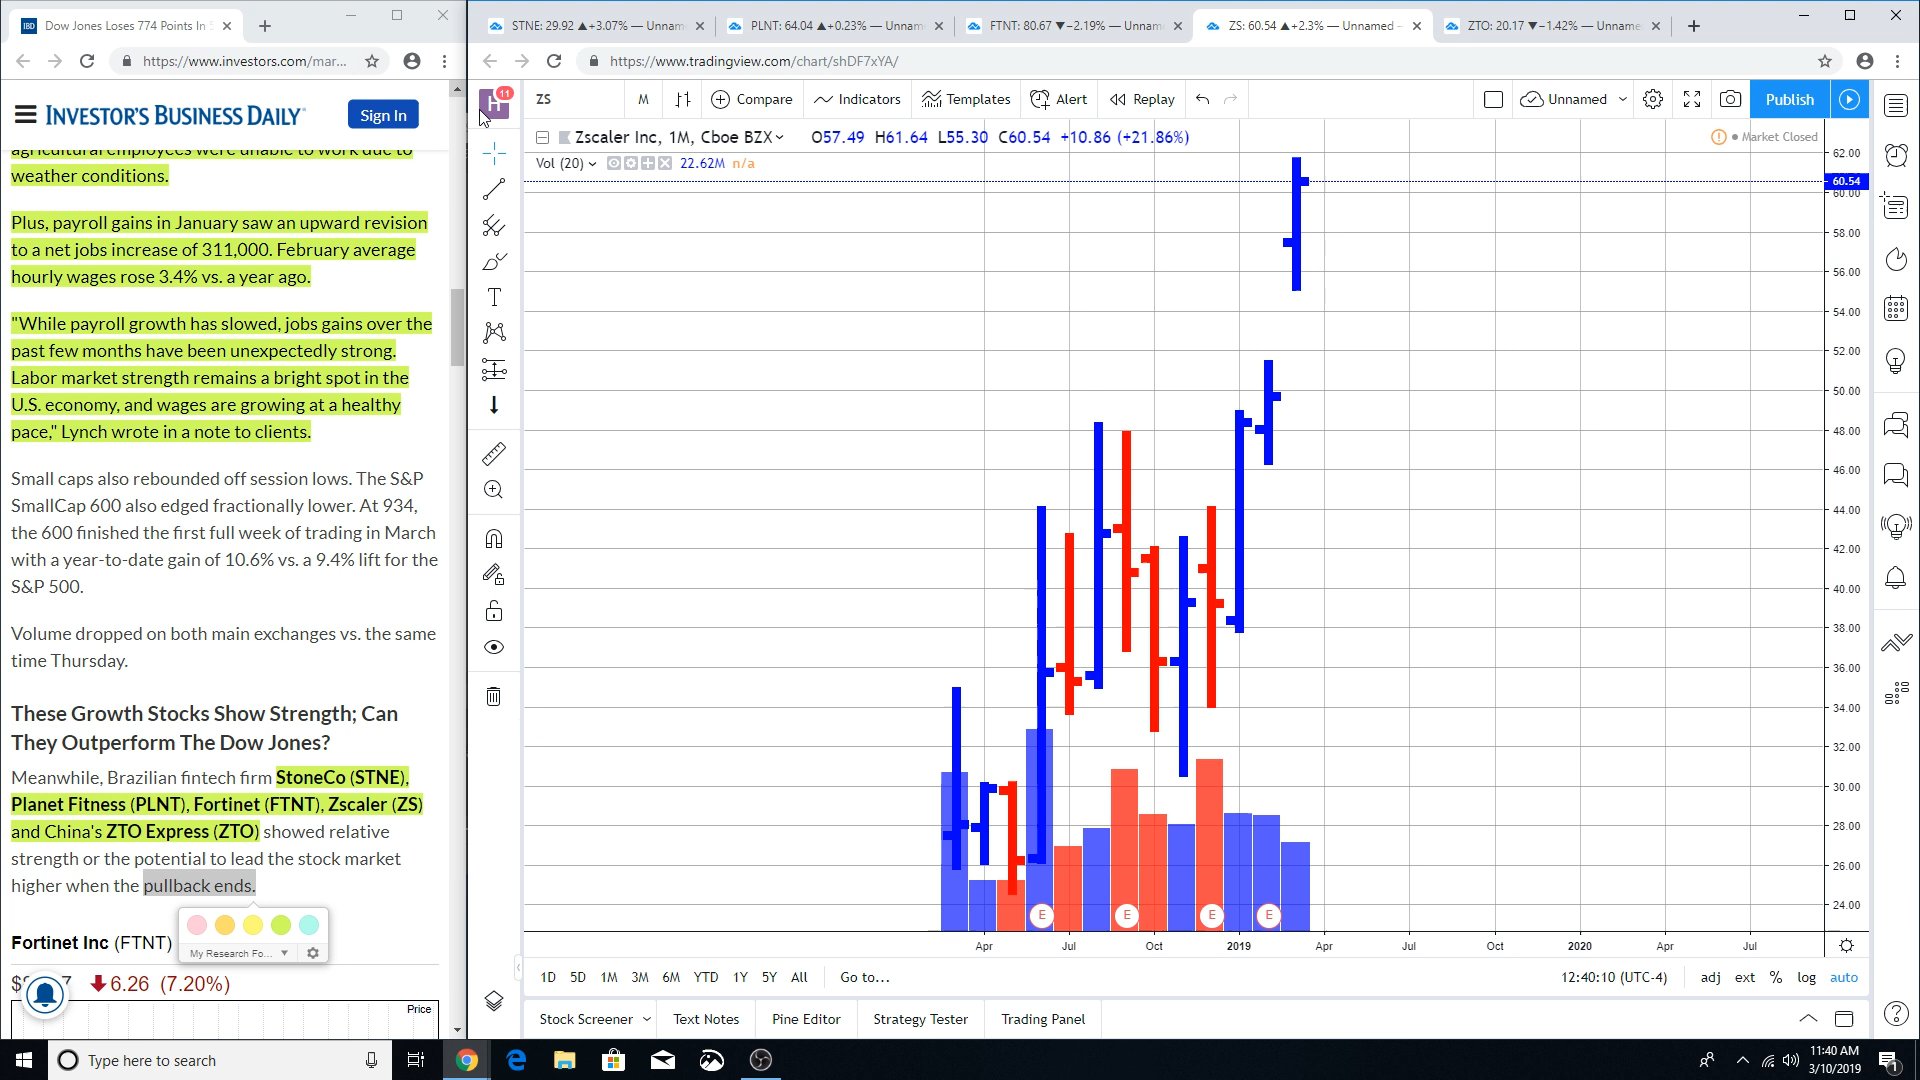 Dow Jones Loses 774 Points In
https://www.investors.com/mar...
INVESTOR'S BUSINESS DAILY
Sign In
agricultural employees were unable to work due to
weather conditions.
Plus, payroll gains in January saw an upward revision
to a net jobs increase of 311,000. February average
hourly wages rose 3.4% vs. a year ago.
"While payroll growth has slowed, jobs gains over the
past few months have been unexpectedly strong.
Labor market strength remains a bright spot in the
U.S. economy, and wages are growing at a healthy
pace," Lynch wrote in a note to clients.
Small caps also rebounded off session lows. The S&P
SmallCap 600 also edged fractionally lower. At 934,
the 600 finished the first full week of trading in March
with a year-to-date gain of 10.6% vs. a 9.4% lift for the
S&P 500.
Volume dropped on both main exchanges vs. the same
time Thursday.
These Growth Stocks Show Strength; Can
They Outperform The Dow Jones?
Meanwhile, Brazilian fintech firm StoneCo (STNE),
Planet Fitness (PLNT), Fortinet (FTNT), Zscaler (ZS)
and China's ZTO Express (ZTO) showed relative
strength or the potential to lead the stock market
higher when the pullback ends.
My Research Fo...
Fortinet Inc (FTNT)
6.26 (7.20%)
Price
STNE: 29.92 ▲+3.07% — Unnam
PLNT: 64.04 ▲+0.23% — Unnam
FTNT: 80.67 ▼−2.19% — Unnam
ZS: 60.54 ▲+2.3% — Unnamed
ZTO: 20.17 ▼−1.42% — Unname
https://www.tradingview.com/chart/shDF7xYA/
H 11
ZS
M
Compare
Indicators
Templates
Alert
Replay
Unnamed
Publish
Zscaler Inc, 1M, Cboe BZX O57.49 H61.64 L55.30 C60.54 +10.86 (+21.86%)
Market Closed
Vol (20) 22.62M n/a
62.00
60.54
60.00
58.00
56.00
54.00
52.00
50.00
48.00
46.00
44.00
42.00
40.00
38.00
36.00
34.00
32.00
30.00
28.00
26.00
24.00
E E E E
Apr Jul Oct 2019 Apr Jul Oct 2020 Apr Jul
1D 5D 1M 3M 6M YTD 1Y 5Y All Go to...
12:40:10 (UTC-4) adj ext % log auto
Stock Screener Text Notes Pine Editor Strategy Tester Trading Panel
Type here to search
11:40 AM
3/10/2019
1